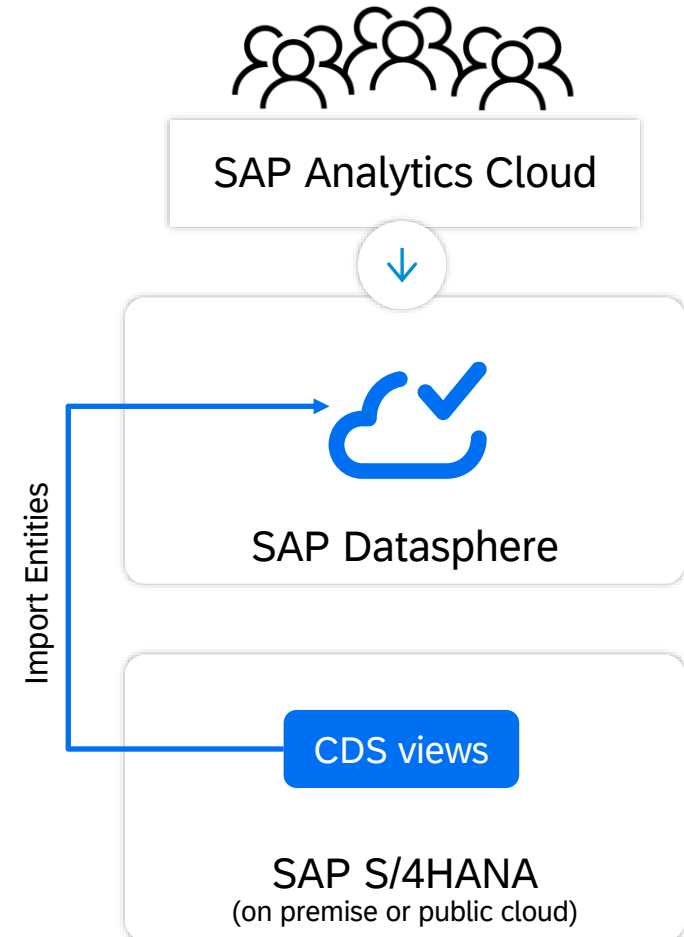 SAP Analytics Cloud
SAP Datasphere
Import Entities
CDS views
SAP S/4HANA
(on premise or public cloud)